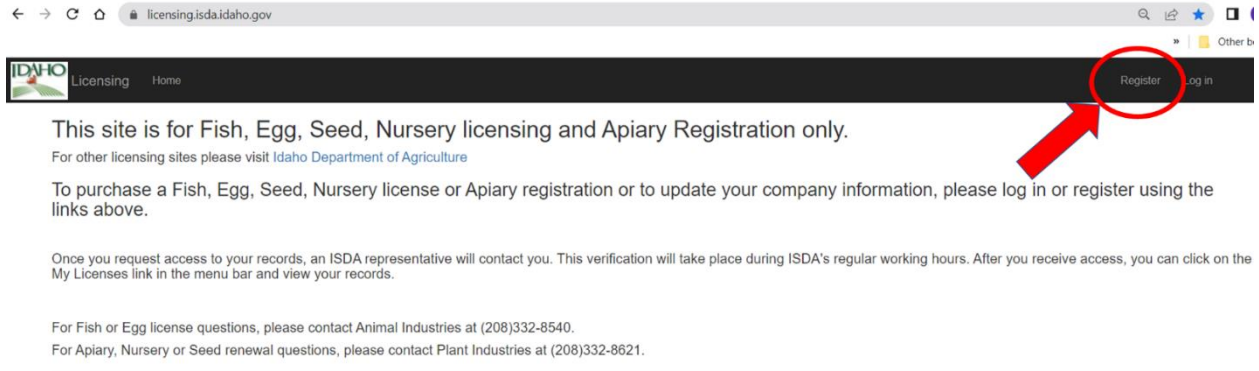 licensing.isda.idaho.gov
» Other b
IDAHO Licensing Home Register Log in
This site is for Fish, Egg, Seed, Nursery licensing and Apiary Registration only.
For other licensing sites please visit Idaho Department of Agriculture
To purchase a Fish, Egg, Seed, Nursery license or Apiary registration or to update your company information, please log in or register using the
links above.
Once you request access to your records, an ISDA representative will contact you. This verification will take place during ISDA's regular working hours. After you receive access, you can click on the
My Licenses link in the menu bar and view your records.
For Fish or Egg license questions, please contact Animal Industries at (208)332-8540.
For Apiary, Nursery or Seed renewal questions, please contact Plant Industries at (208)332-8621.